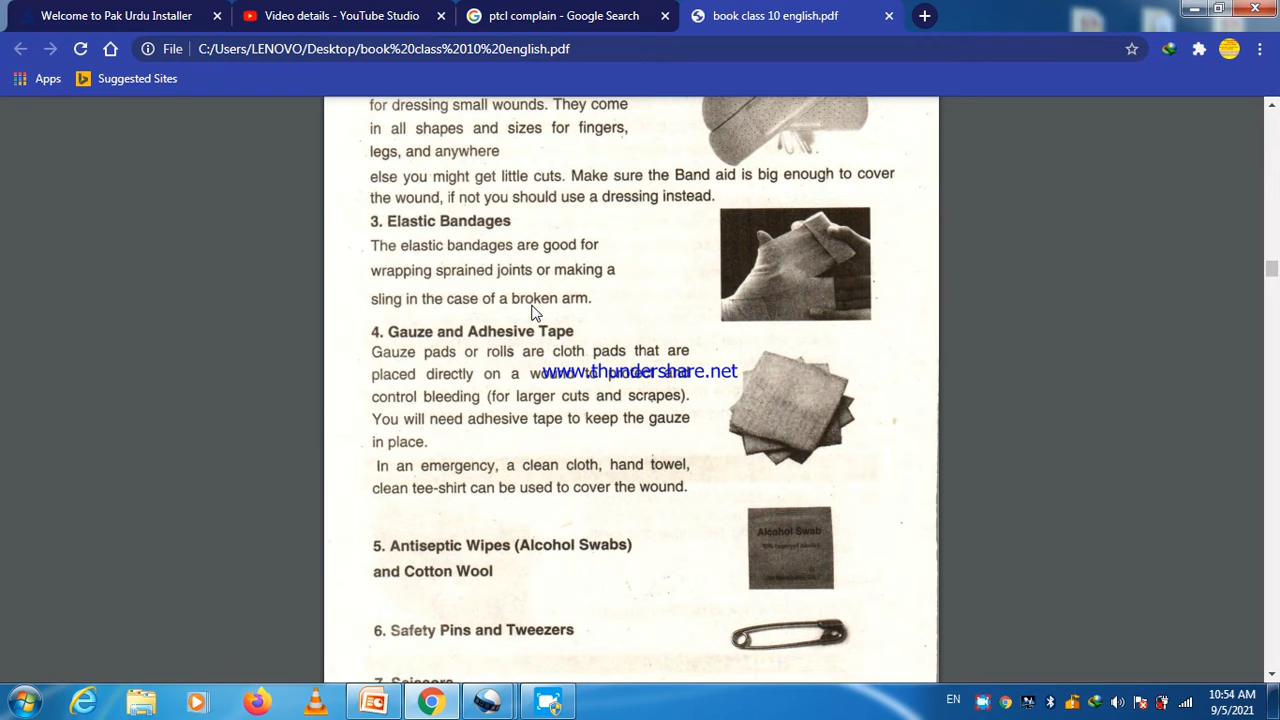 Welcome to Pak Urdu Installer
Video details - YouTube Studio
ptcl complain - Google Search
book class 10 english.pdf
File C:/Users/LENOVO/Desktop/book%20class%2010%20english.pdf
Apps
Suggested Sites
for dressing small wounds. They come
in all shapes and sizes for fingers,
legs, and anywhere
else you might get little cuts. Make sure the Band aid is big enough to cover
the wound, if not you should use a dressing instead.
3. Elastic Bandages
The elastic bandages are good for
wrapping sprained joints or making a
sling in the case of a broken arm.
4. Gauze and Adhesive Tape
Gauze pads or rolls are cloth pads that are
placed directly on a wound to protect and
www.thundershare.net
control bleeding (for larger cuts and scrapes).
You will need adhesive tape to keep the gauze
in place.
In an emergency, a clean cloth, hand towel,
clean tee-shirt can be used to cover the wound.
Alcohol Swab
5. Antiseptic Wipes (Alcohol Swabs)
and Cotton Wool
6. Safety Pins and Tweezers
7. Scissors
EN
10:54 AM
9/5/2021